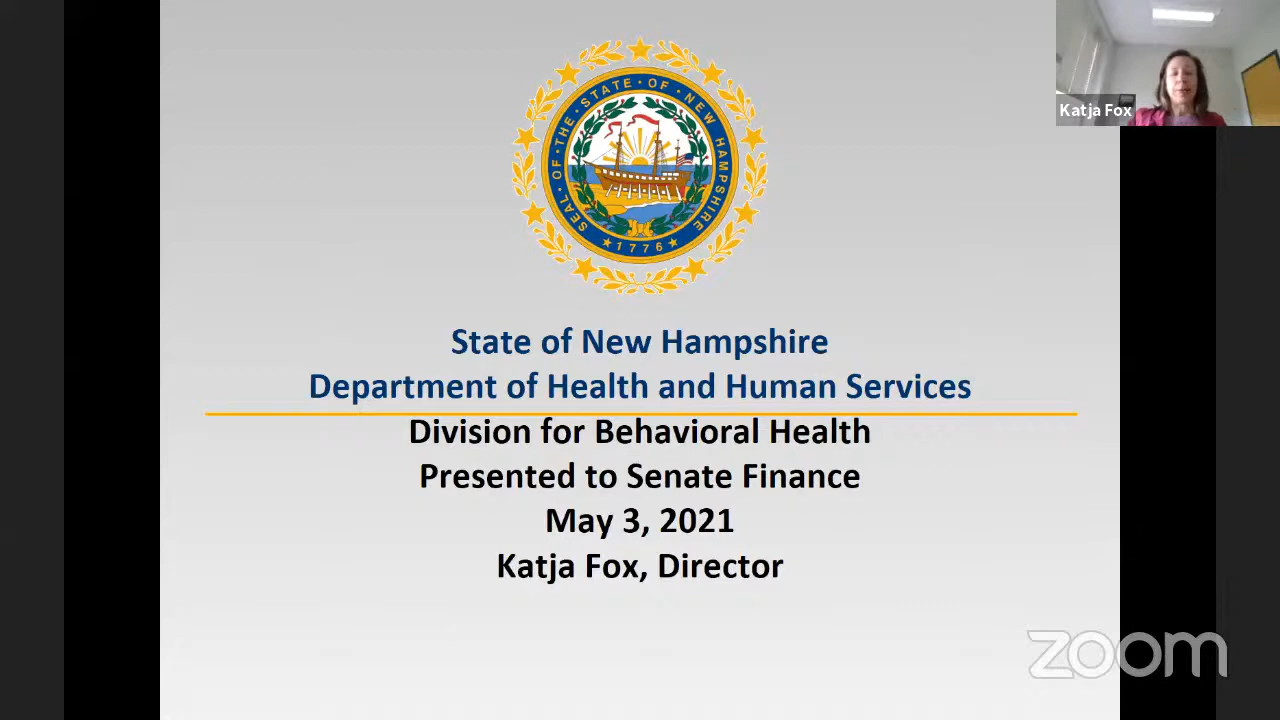 SEAL · OF · THE · STATE · OF · NEW HAMPSHIRE
★ 1776 ★
Katja Fox
State of New Hampshire
Department of Health and Human Services
Division for Behavioral Health
Presented to Senate Finance
May 3, 2021
Katja Fox, Director
zoom